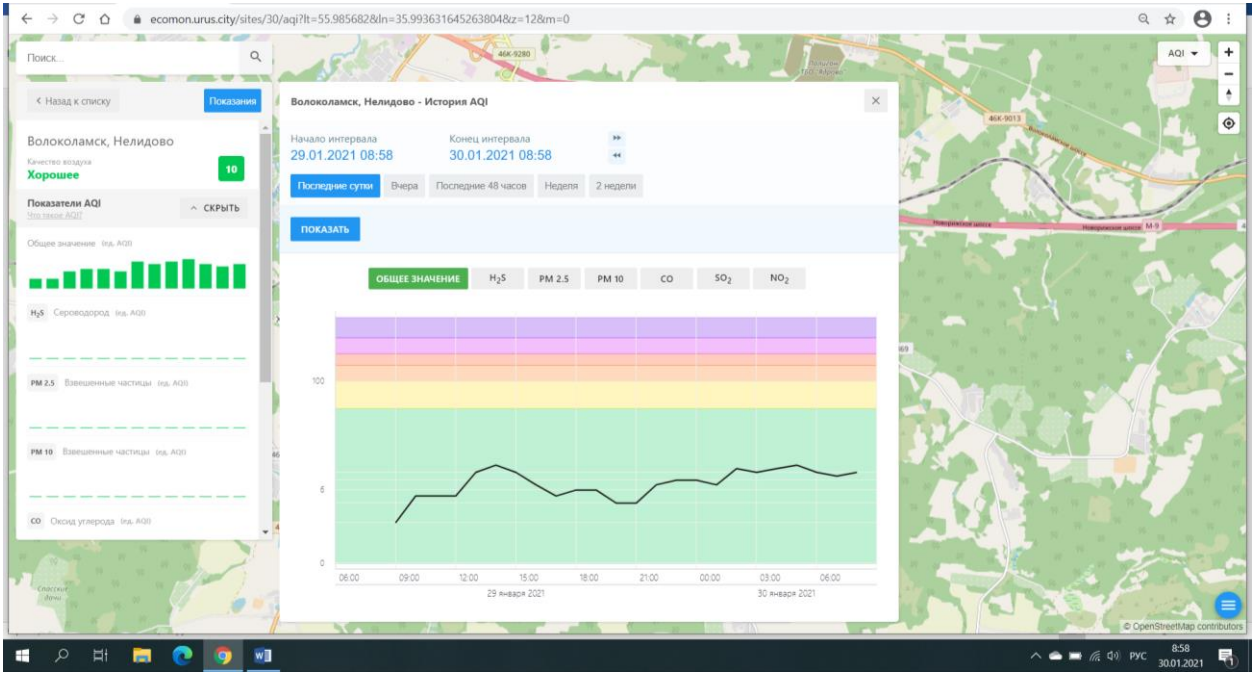 ecomon.urus.city/sites/30/aqi?lt=55.985682&ln=35.993631645263804&z=12&m=0
Поиск...
46К-9280
AQI
< Назад к списку
Показания
Волоколамск, Нелидово - История AQI
46К-9013
Волоколамск, Нелидово
Качество воздуха
Хорошее
10
Начало интервала
Конец интервала
29.01.2021 08:58
30.01.2021 08:58
Последние сутки
Вчера
Последние 48 часов
Неделя
2 недели
Показатели AQI
Что такое AQI?
СКРЫТЬ
ПОКАЗАТЬ
Новорижское шоссе
Новорижское шоссе
М-9
Общее значение (ед. AQI)
ОБЩЕЕ ЗНАЧЕНИЕ
H₂S
PM 2.5
PM 10
CO
SO₂
NO₂
H₂S Сероводород (ед. AQI)
PM 2.5 Взвешенные частицы (ед. AQI)
PM 10 Взвешенные частицы (ед. AQI)
CO Оксид углерода (ед. AQI)
100
6
0
06:00 09:00 12:00 15:00 18:00 21:00 00:00 03:00 06:00
29 января 2021
30 января 2021
Спасские
дачи
© OpenStreetMap contributors
РУС
8:58
30.01.2021